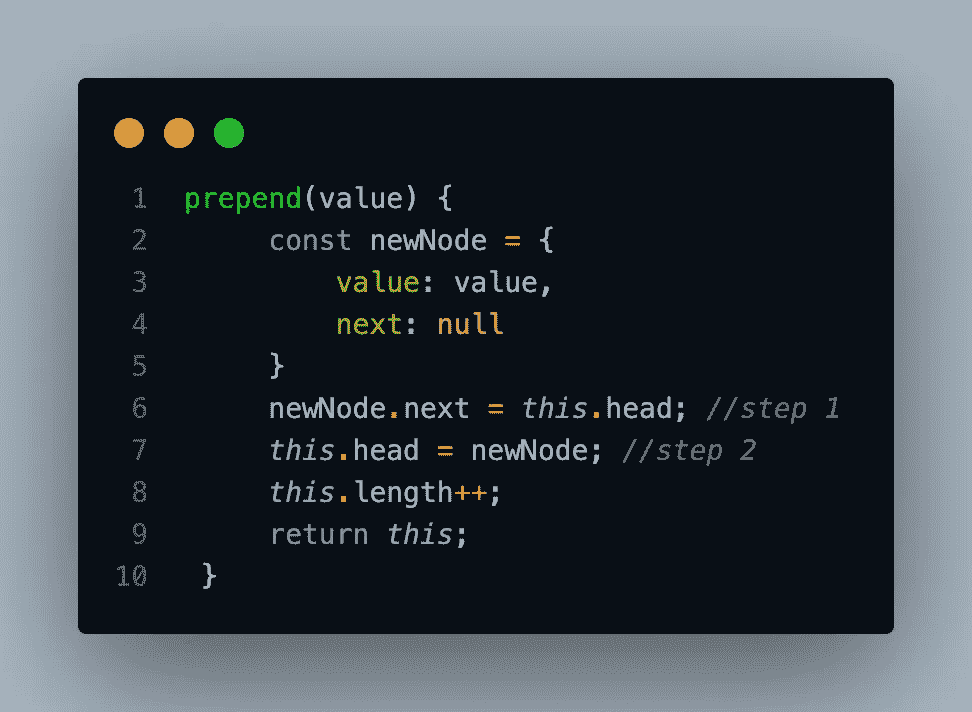 1 prepend(value) {
2 const newNode = {
3 value: value,
4 next: null
5 }
6 newNode.next = this.head; //step 1
7 this.head = newNode; //step 2
8 this.length++;
9 return this;
10 }